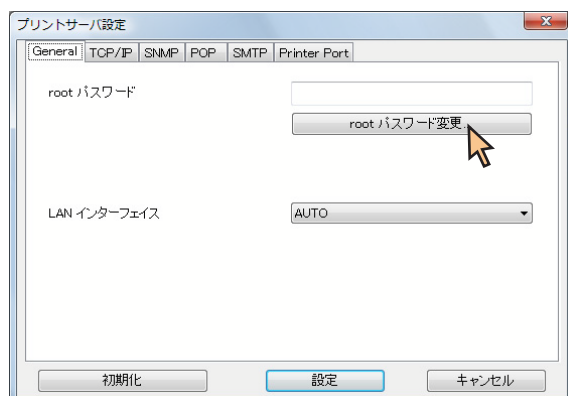 プリントサーバ設定
General TCP/IP SNMP POP SMTP Printer Port
root パスワード
root パスワード変更...
LAN インターフェイス AUTO
初期化 設定 キャンセル